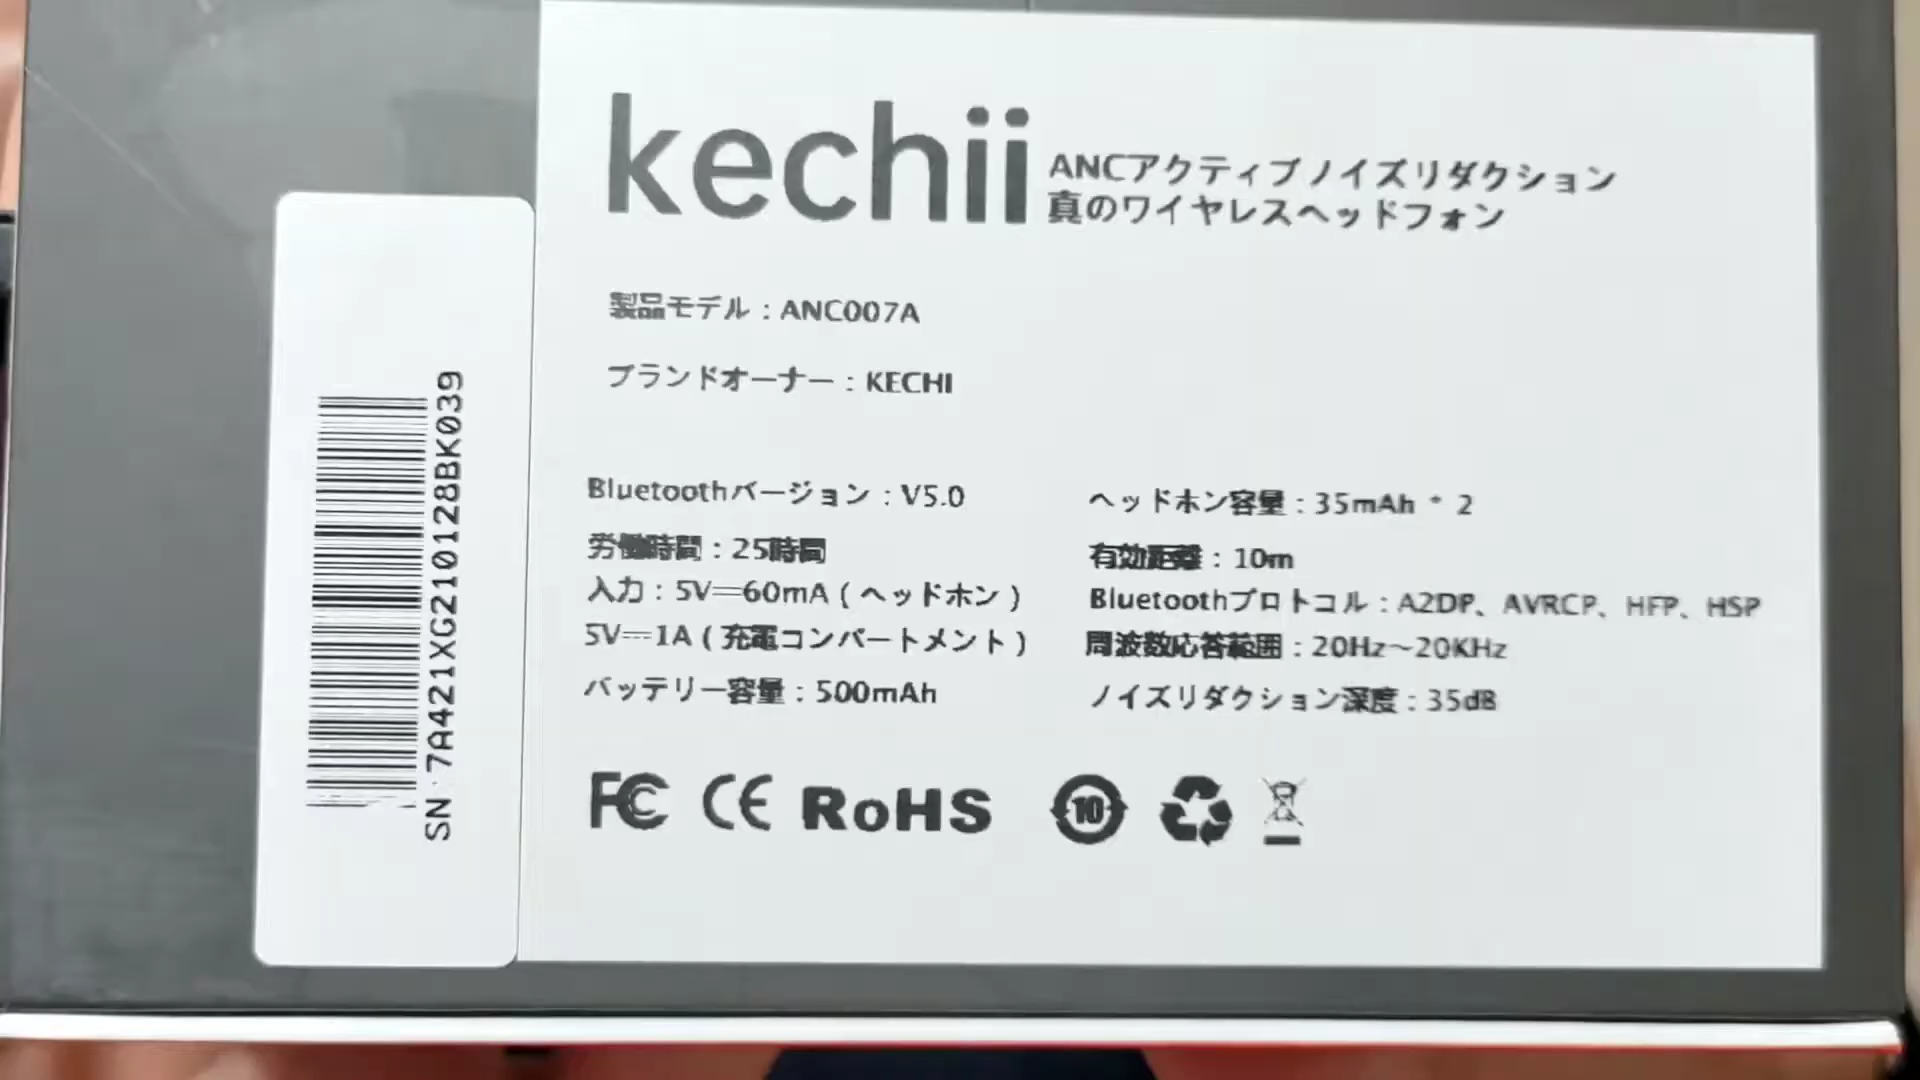 kechii
ANCアクティブノイズリダクション
真のワイヤレスヘッドフォン
製品モデル：ANC007A
ブランドオーナー：KECHI
Bluetoothバージョン：V5.0
労働時間：25時間
入力：5V⎓60mA（ヘッドホン）
5V⎓1A（充電コンパートメント）
バッテリー容量：500mAh
ヘッドホン容量：35mAh * 2
有効距離：10m
Bluetoothプロトコル：A2DP、AVRCP、HFP、HSP
周波数応答範囲：20Hz～20KHz
ノイズリダクション深度：35dB
FC CE RoHS 10
SN：7A421XG210128BK039